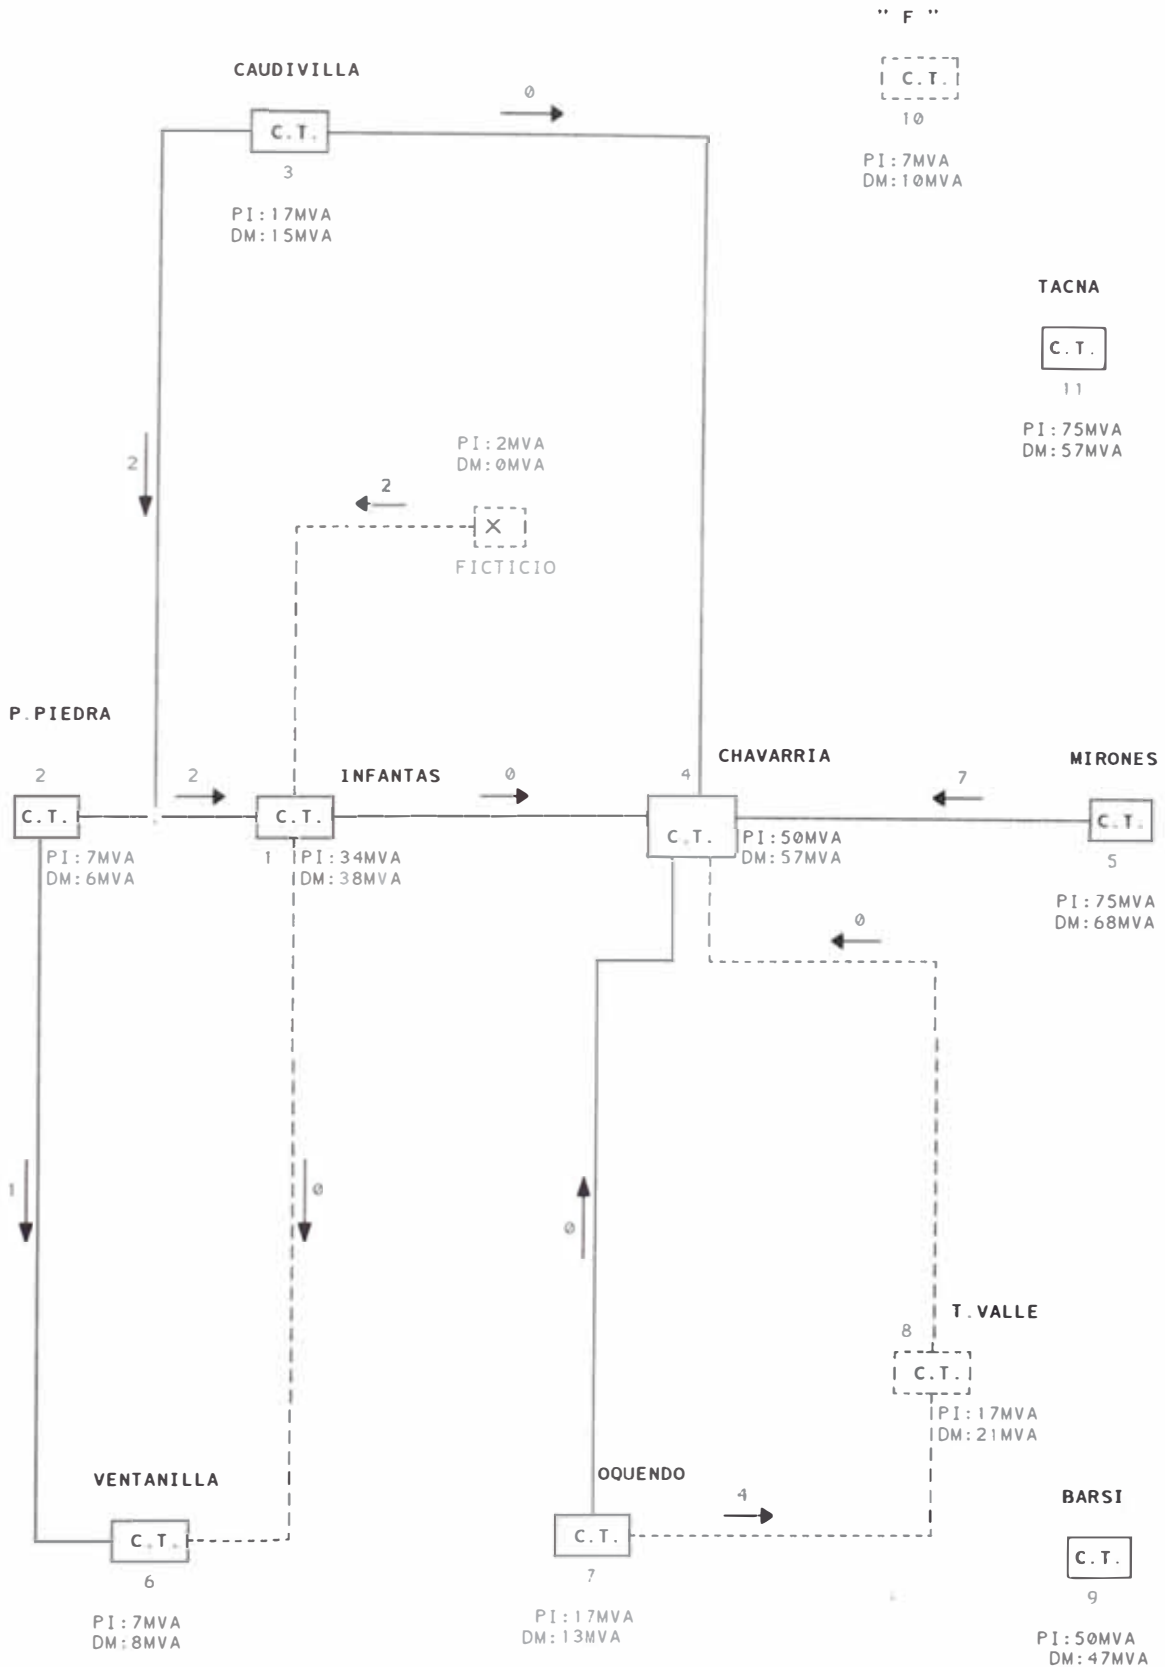 " F "
C.T.
10
PI:7MVA
DM:10MVA
CAUDIVILLA
0
C.T.
3
PI:17MVA
DM:15MVA
TACNA
C.T.
11
PI:75MVA
DM:57MVA
2
PI:2MVA
DM:0MVA
2
X
FICTICIO
P.PIEDRA
2
C.T.
PI:7MVA
DM:6MVA
2
INFANTAS
C.T.
1
PI:34MVA
DM:38MVA
0
CHAVARRIA
4
C.T.
PI:50MVA
DM:57MVA
7
MIRONES
C.T.
5
PI:75MVA
DM:68MVA
0
1
0
0
T.VALLE
8
C.T.
PI:17MVA
DM:21MVA
VENTANILLA
C.T.
6
PI:7MVA
DM:8MVA
OQUENDO
4
C.T.
7
PI:17MVA
DM:13MVA
BARSI
C.T.
9
PI:50MVA
DM:47MVA